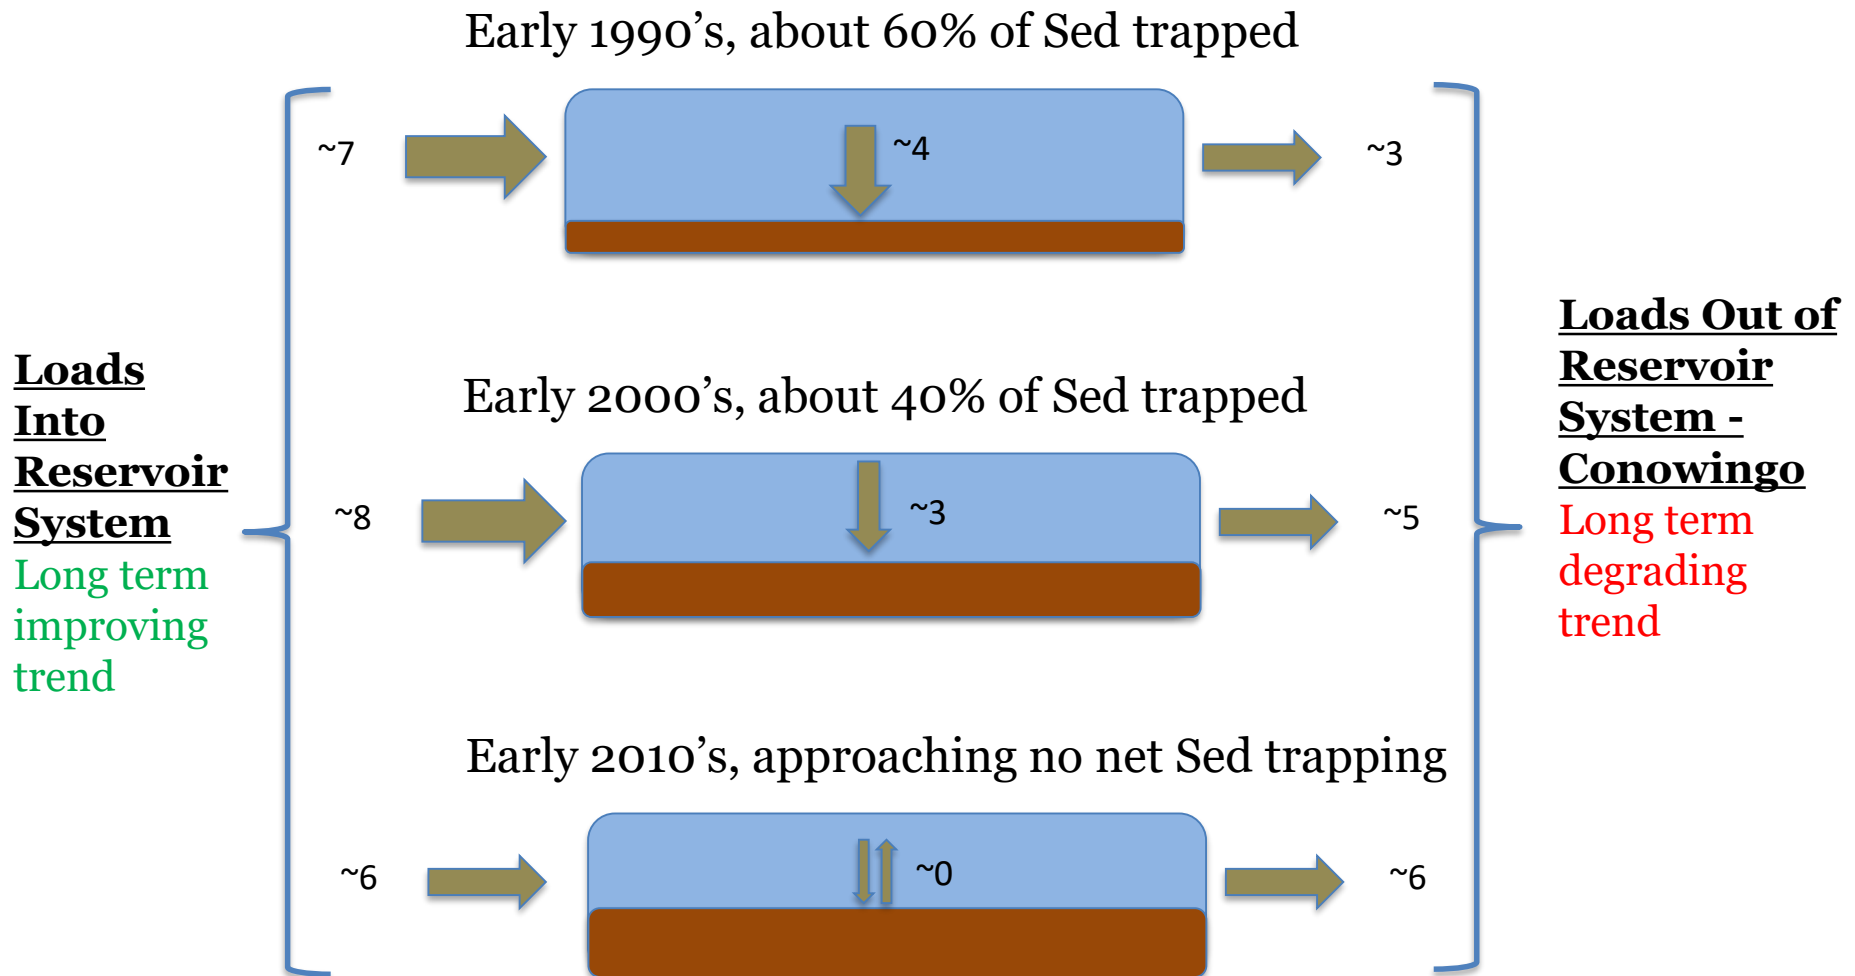 Early 1990’s, about 60% of Sed trapped
~7
~4
~3
Loads
Into
Reservoir
System
Long term
improving
trend
Early 2000’s, about 40% of Sed trapped
~8
~3
~5
Loads Out of
Reservoir
System -
Conowingo
Long term
degrading
trend
Early 2010’s, approaching no net Sed trapping
~6
~0
~6